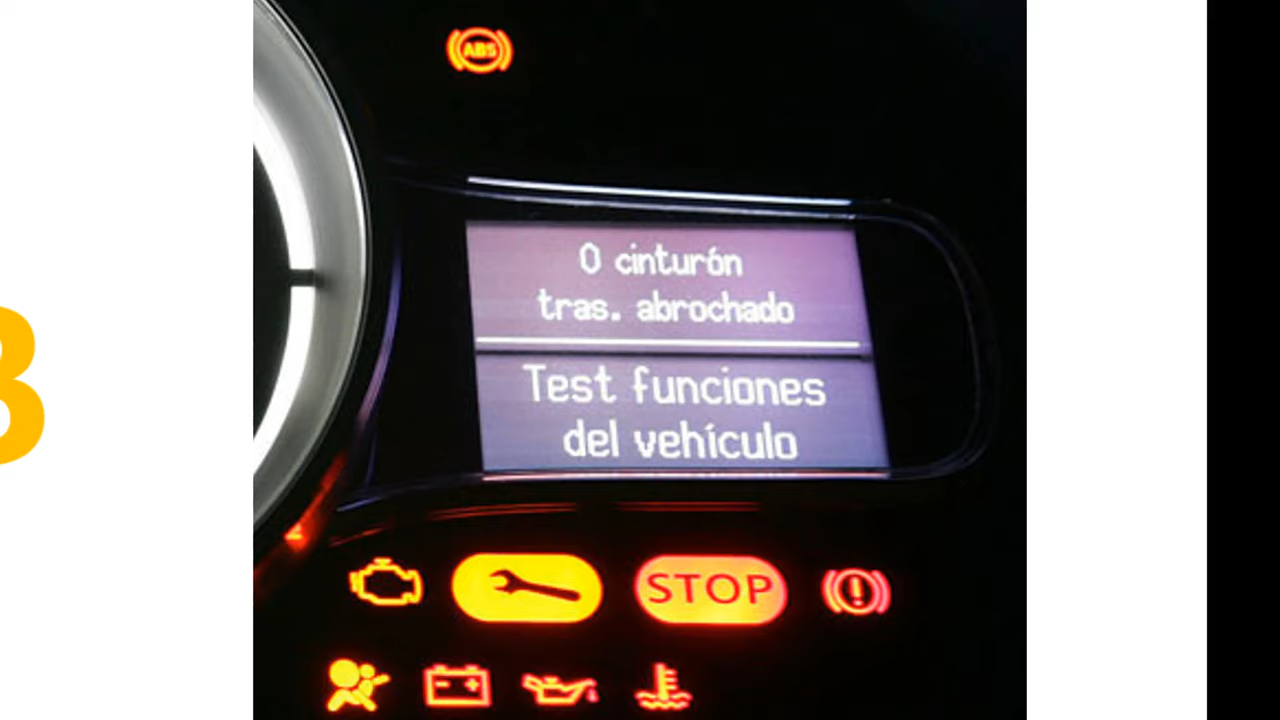 ABS
0 cinturón
tras. abrochado
Test funciones
del vehículo
STOP